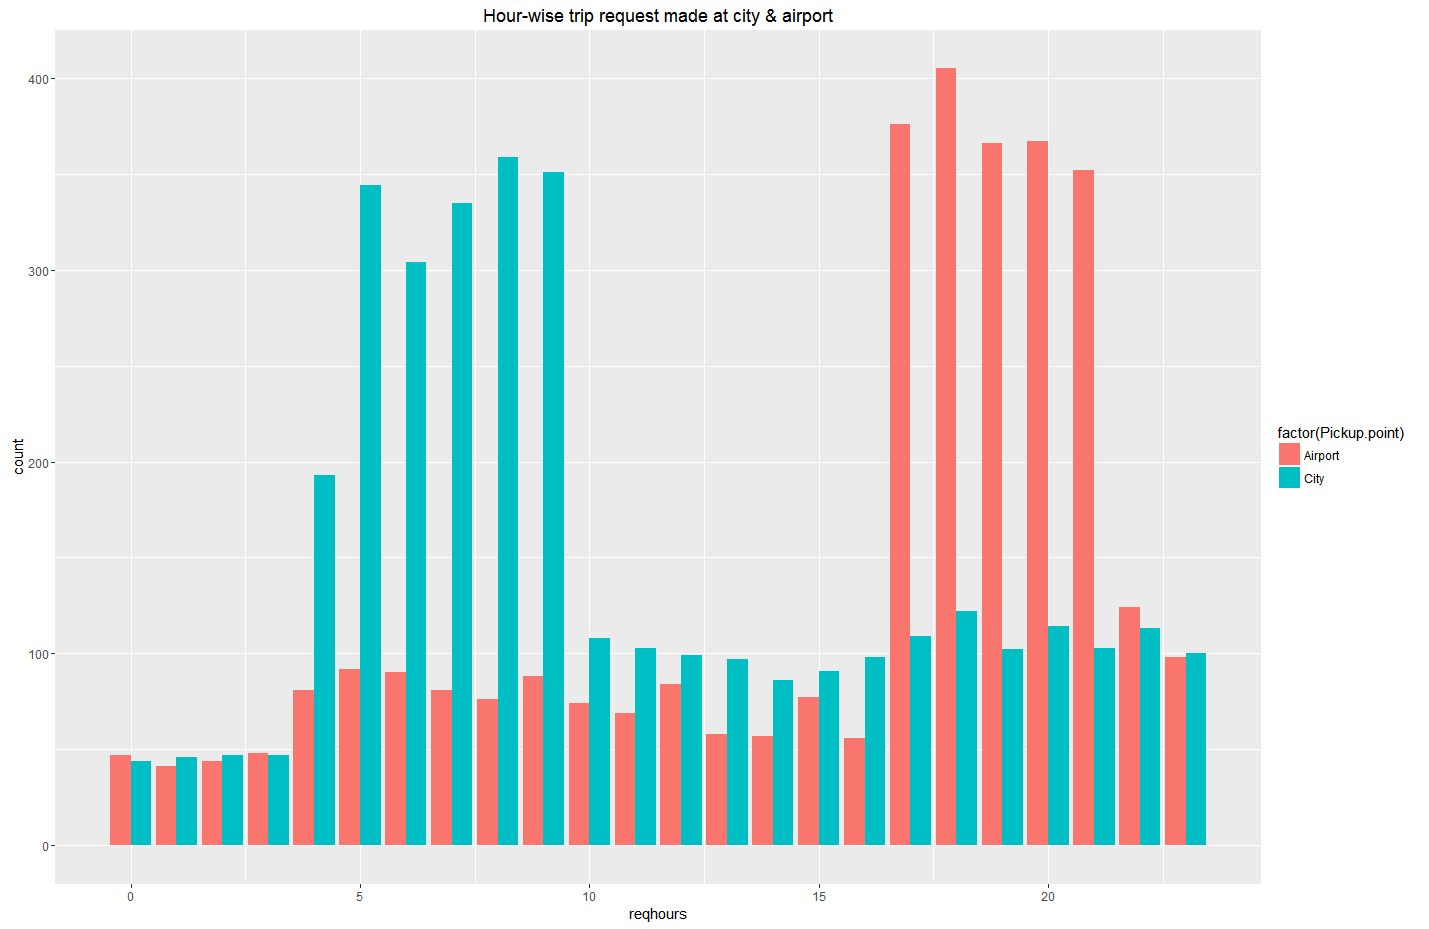 Hour-wise trip request made at city & airport
400
300
200
100
0
count
0 5 10 15 20
reqhours
factor(Pickup.point)
Airport
City